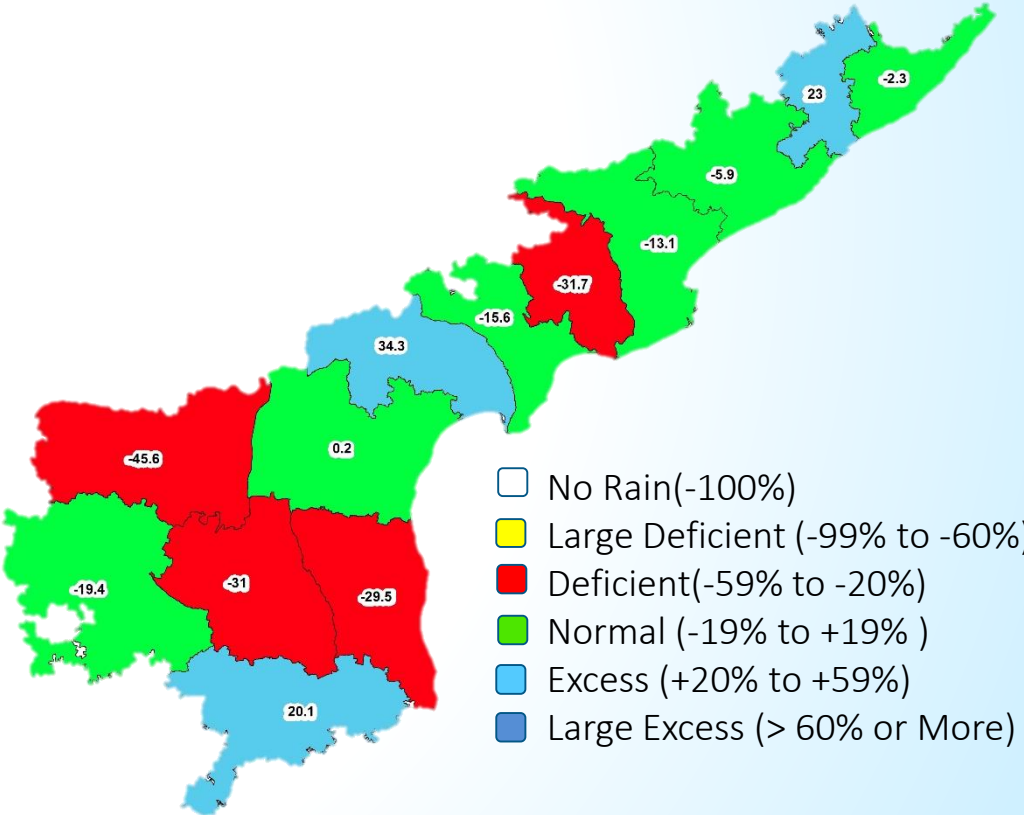 23
-2.3
-5.9
-13.1
-31.7
-15.6
34.3
0.2
-45.6
-31
-29.5
-19.4
20.1
No Rain(-100%)
Large Deficient (-99% to -60%)
Deficient(-59% to -20%)
Normal (-19% to +19% )
Excess (+20% to +59%)
Large Excess (> 60% or More)